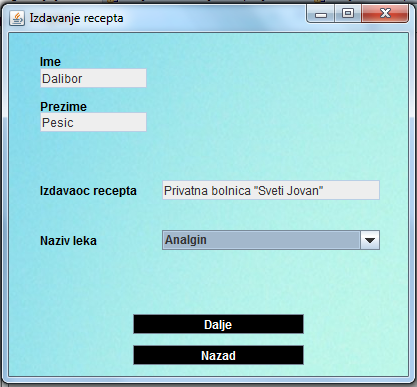 Izdavanje recepta
Ime
Dalibor
Prezime
Pesic
Izdavaoc recepta Privatna bolnica "Sveti Jovan"
Naziv leka Analgin
Dalje
Nazad